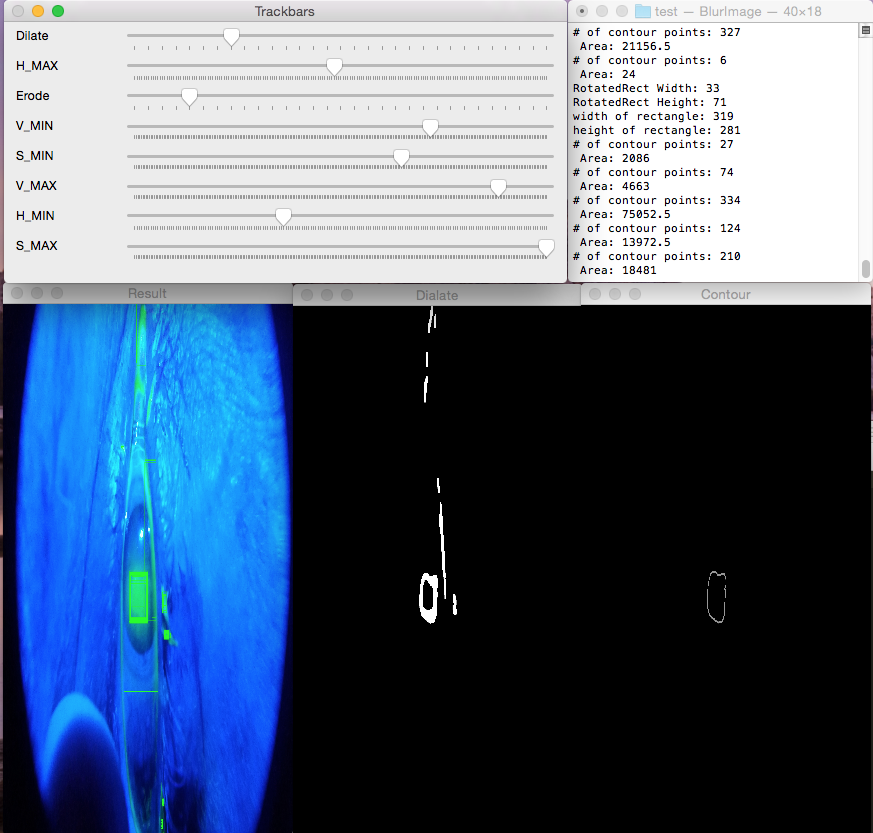 Trackbars
Dilate
H_MAX
Erode
V_MIN
S_MIN
V_MAX
H_MIN
S_MAX
test — BlurImage — 40×18
# of contour points: 327
Area: 21156.5
# of contour points: 6
Area: 24
RotatedRect Width: 33
RotatedRect Height: 71
width of rectangle: 319
height of rectangle: 281
# of contour points: 27
Area: 2086
# of contour points: 74
Area: 4663
# of contour points: 334
Area: 75052.5
# of contour points: 124
Area: 13972.5
# of contour points: 210
Area: 18481
Result
Dialate
Contour